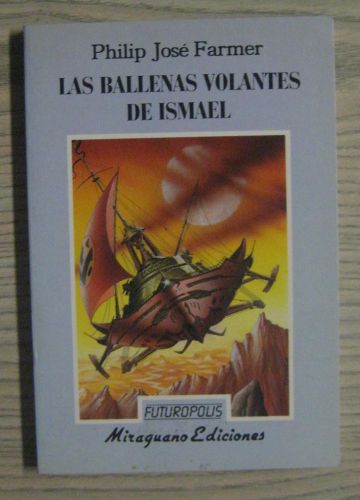 Philip José Farmer
LAS BALLENAS VOLANTES
DE ISMAEL
FUTUROPOLIS
Miraguano Ediciones